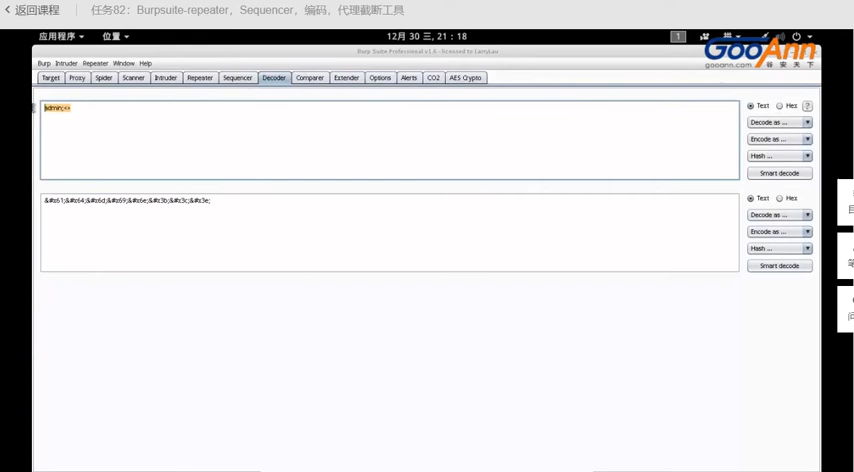 返回课程 任务82：Burpsuite-repeater，Sequencer，编码，代理截断工具
应用程序 位置 12月 30 三, 21：18 1
Burp Suite Professional v1.6 - licensed to LarryLau
GooAnn
gooann.com 谷安天下
Burp Intruder Repeater Window Help
Target Proxy Spider Scanner Intruder Repeater Sequencer Decoder Comparer Extender Options Alerts CO2 AES Crypto
admin;<>
Text Hex ?
Decode as ...
Encode as ...
Hash ...
Smart decode
&#x61;&#x64;&#x6d;&#x69;&#x6e;&#x3b;&#x3c;&#x3e;
Text Hex
Decode as ...
Encode as ...
Hash ...
Smart decode